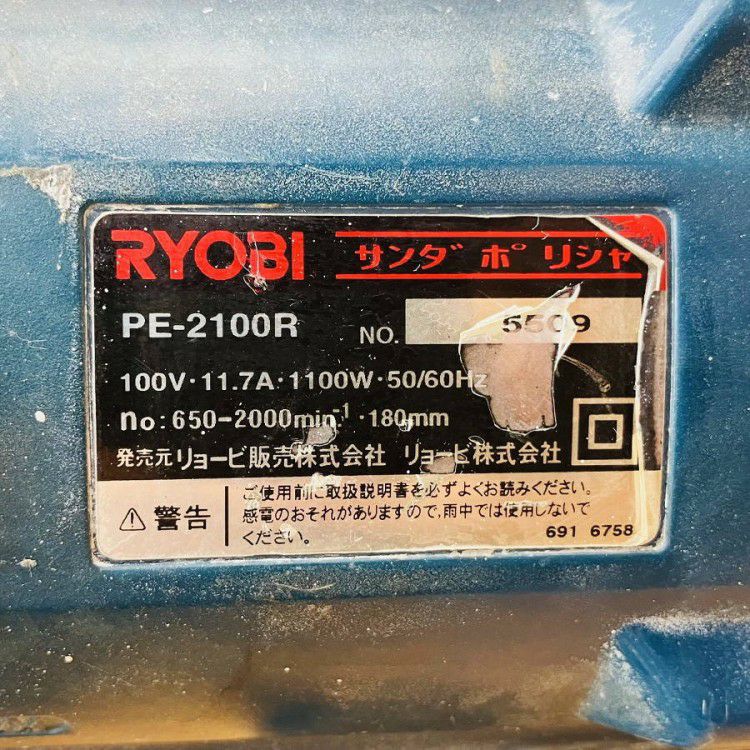 RYOBI サンダポリシャ
PE-2100R NO. 5509
100V・11.7A・1100W・50/60Hz
no:650-2000min.-1・180mm
発売元リョービ販売株式会社 リョービ株式会社
⚠警告
ご使用前に取扱説明書を必ずよくお読みください。
感電のおそれがありますので,雨中では使用しないで
ください。
691 6758